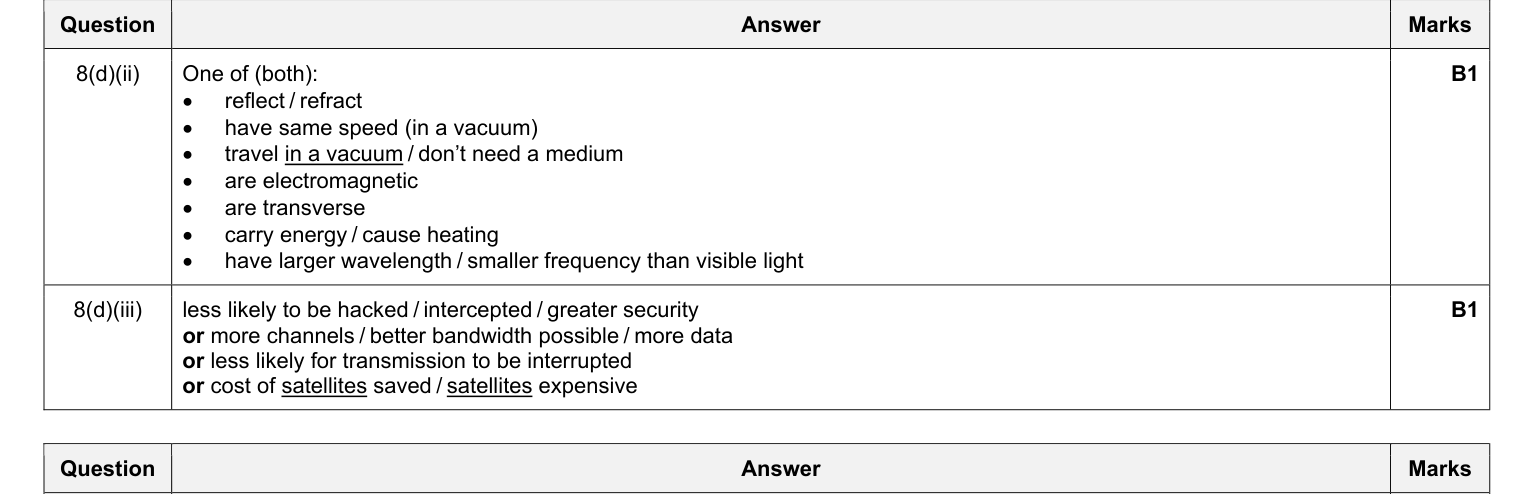 Question Answer Marks
8(d)(ii) One of (both): B1
• reflect / refract
• have same speed (in a vacuum)
• travel in a vacuum / don’t need a medium
• are electromagnetic
• are transverse
• carry energy / cause heating
• have larger wavelength / smaller frequency than visible light
8(d)(iii) less likely to be hacked / intercepted / greater security B1
or more channels / better bandwidth possible / more data
or less likely for transmission to be interrupted
or cost of satellites saved / satellites expensive
Question Answer Marks